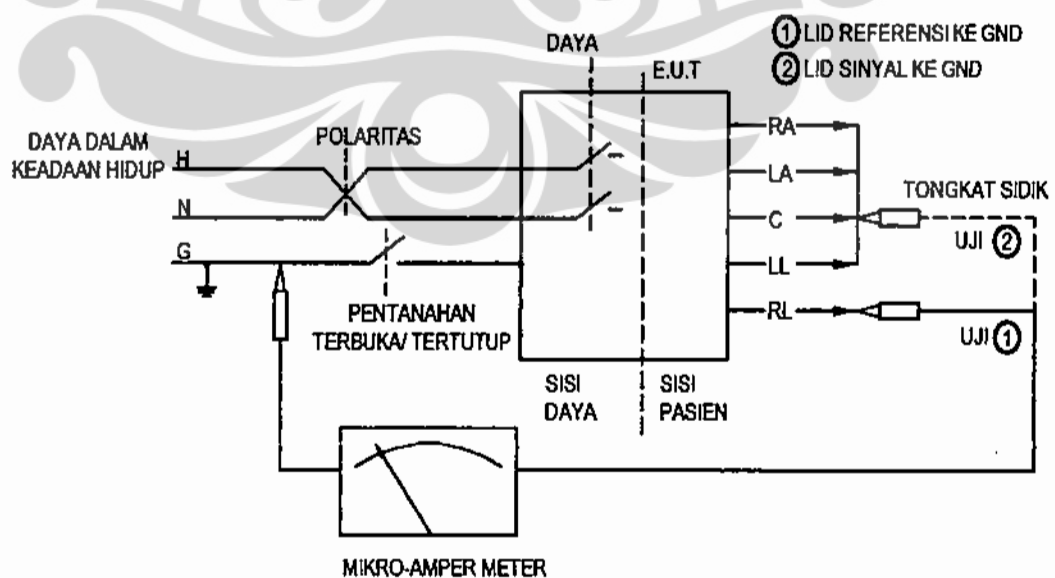 ① LID REFERENSI KE GND
② LID SINYAL KE GND
DAYA
E.U.T
DAYA DALAM
KEADAAN HIDUP
POLARITAS
H
N
G
RA
LA
C
LL
RL
TONGKAT SIDIK
UJI ②
UJI ①
PENTANAHAN
TERBUKA/ TERTUTUP
SISI
DAYA
SISI
PASIEN
MIKRO-AMPER METER